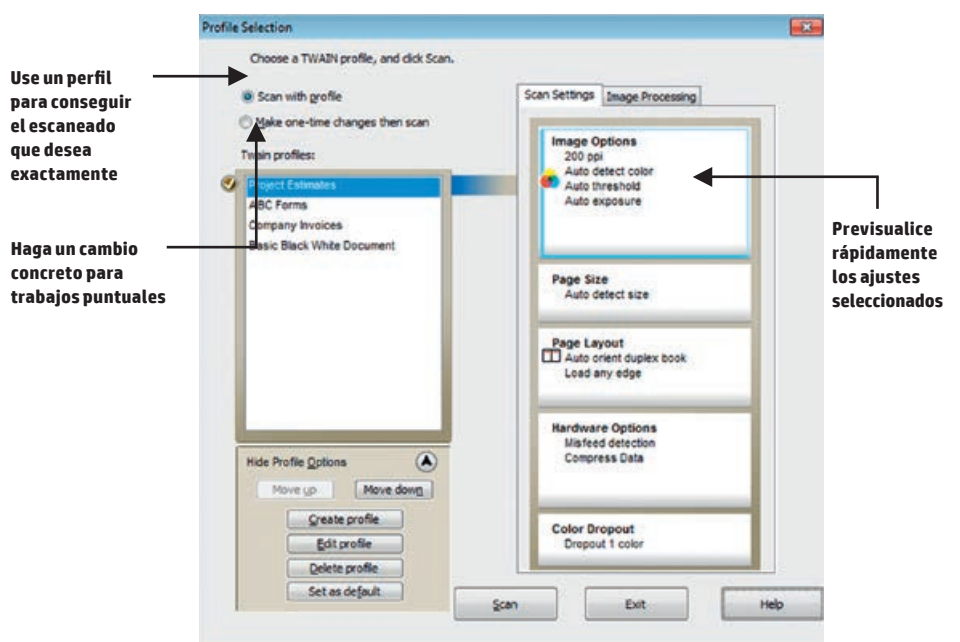 Profile Selection
Choose a TWAIN profile, and click Scan.
Use un perfil
para conseguir
el escaneado
que desea
exactamente
Scan with profile
Make one-time changes then scan
Twain profiles:
Project Estimates
ABC Forms
Company Invoices
Basic Black White Document
Haga un cambio
concreto para
trabajos puntuales
Hide Profile Options
Move up
Move down
Create profile
Edit profile
Delete profile
Set as default
Scan Settings
Image Processing
Image Options
200 ppi
Auto detect color
Auto threshold
Auto exposure
Page Size
Auto detect size
Page Layout
Auto orient duplex book
Load any edge
Hardware Options
Misfeed detection
Compress Data
Color Dropout
Dropout 1 color
Previsualice
rápidamente
los ajustes
seleccionados
Scan
Exit
Help